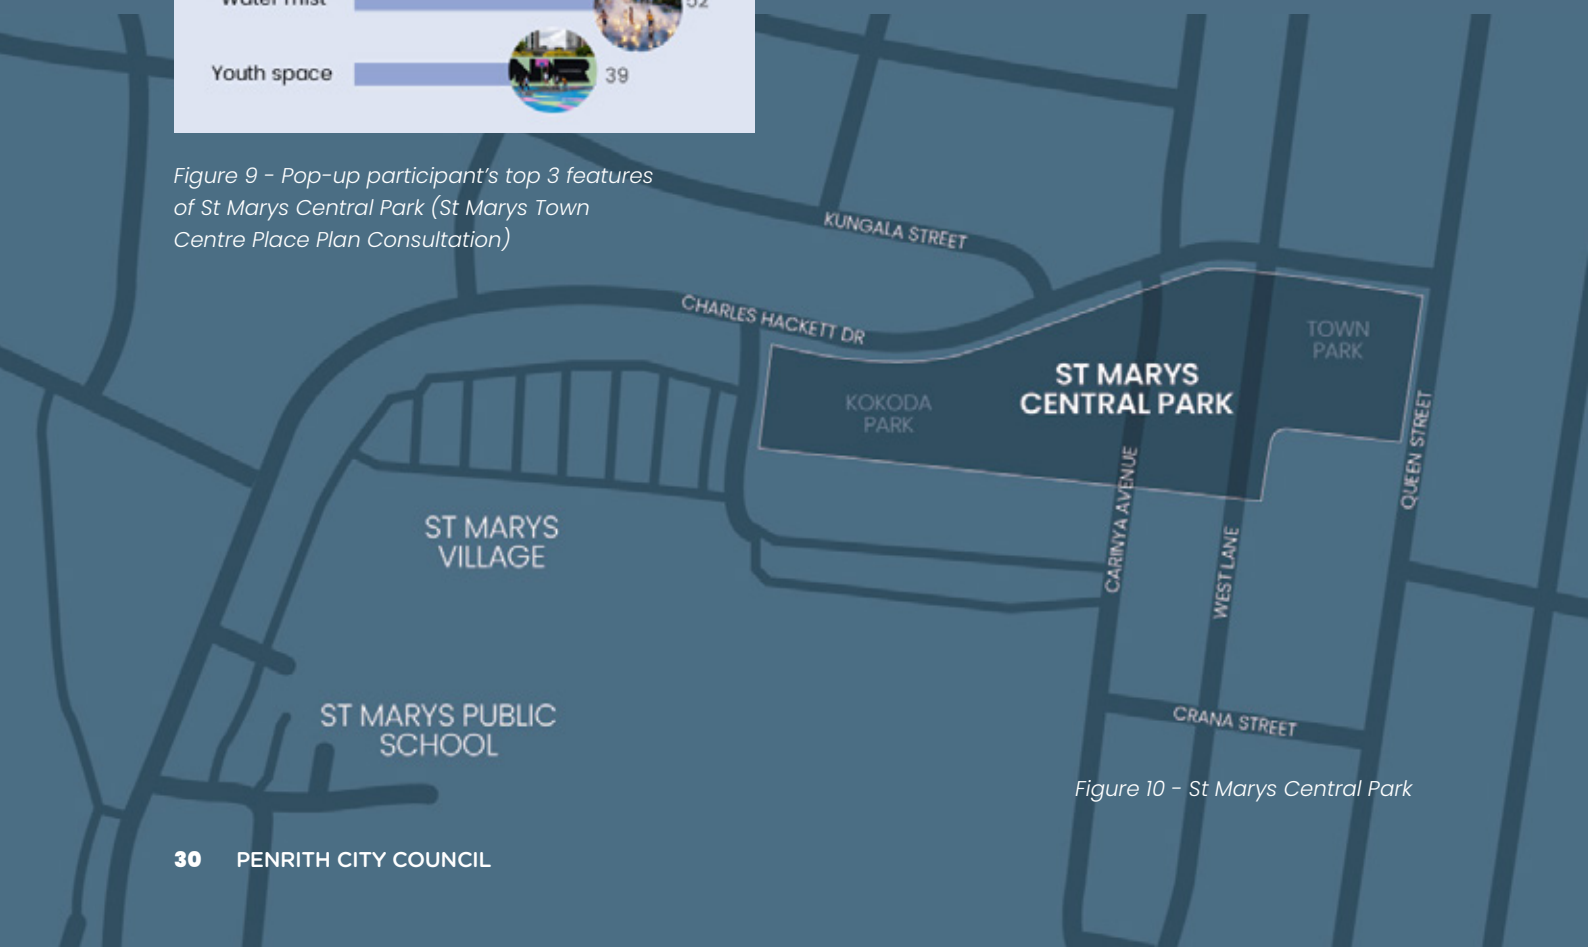 Water mist
52
Youth space
39
Figure 9 - Pop-up participant's top 3 features
of St Marys Central Park (St Marys Town
Centre Place Plan Consultation)
KUNGALA STREET
CHARLES HACKETT DR
TOWN
PARK
ST MARYS
CENTRAL PARK
KOKODA
PARK
QUEEN STREET
CARINYA AVENUE
WEST LANE
ST MARYS
VILLAGE
ST MARYS PUBLIC
SCHOOL
CRANA STREET
Figure 10 - St Marys Central Park
30 PENRITH CITY COUNCIL